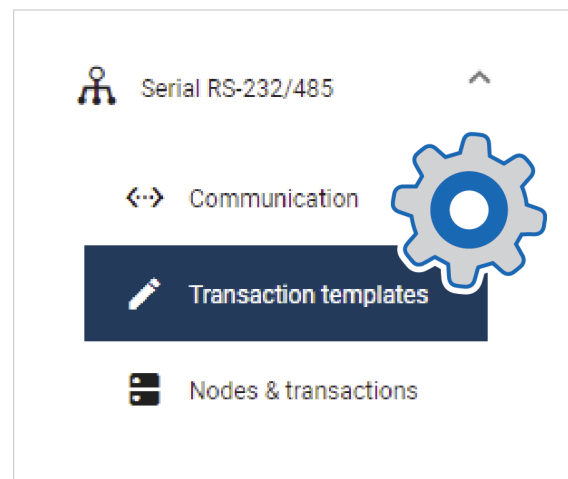 Serial RS-232/485
Communication
Transaction templates
Nodes & transactions